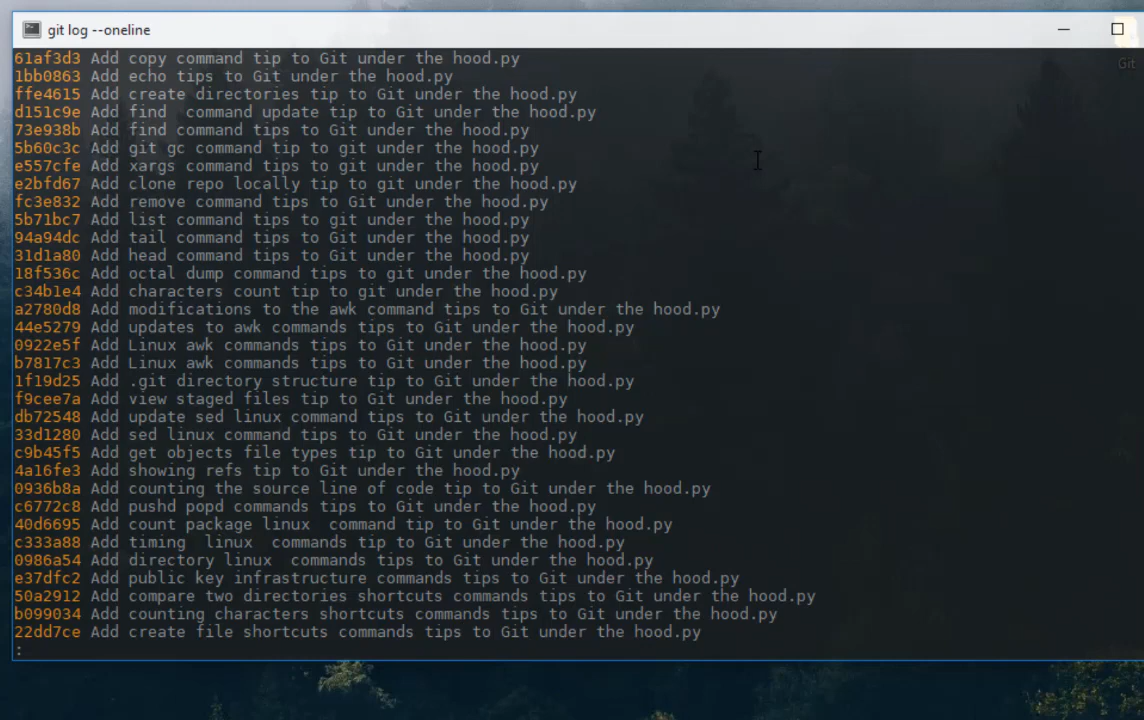 git log --oneline
Git
61af3d3 Add copy command tip to Git under the hood.py
1bb0863 Add echo tips to Git under the hood.py
ffe4615 Add create directories tip to Git under the hood.py
d151c9e Add find  command update tip to Git under the hood.py
73e938b Add find command tips to Git under the hood.py
5b60c3c Add git gc command tip to git under the hood.py
e557cfe Add xargs command tips to git under the hood.py
e2bfd67 Add clone repo locally tip to git under the hood.py
fc3e832 Add remove command tips to Git under the hood.py
5b71bc7 Add list command tips to git under the hood.py
94a94dc Add tail command tips to Git under the hood.py
31d1a80 Add head command tips to Git under the hood.py
18f536c Add octal dump command tips to git under the hood.py
c34b1e4 Add characters count tip to git under the hood.py
a2780d8 Add modifications to the awk command tips to Git under the hood.py
44e5279 Add updates to awk commands tips to Git under the hood.py
0922e5f Add Linux awk commands tips to Git under the hood.py
b7817c3 Add Linux awk commands tips to Git under the hood.py
1f19d25 Add .git directory structure tip to Git under the hood.py
f9cee7a Add view staged files tip to Git under the hood.py
db72548 Add update sed linux command tips to Git under the hood.py
33d1280 Add sed linux command tips to Git under the hood.py
c9b45f5 Add get objects file types tip to Git under the hood.py
4a16fe3 Add showing refs tip to Git under the hood.py
0936b8a Add counting the source line of code tip to Git under the hood.py
c6772c8 Add pushd popd commands tips to Git under the hood.py
40d6695 Add count package linux  command tip to Git under the hood.py
c333a88 Add timing  linux  commands tip to Git under the hood.py
0986a54 Add directory linux  commands tips to Git under the hood.py
e37dfc2 Add public key infrastructure commands tips to Git under the hood.py
50a2912 Add compare two directories shortcuts commands tips to Git under the hood.py
b099034 Add counting characters shortcuts commands tips to Git under the hood.py
22dd7ce Add create file shortcuts commands tips to Git under the hood.py
: